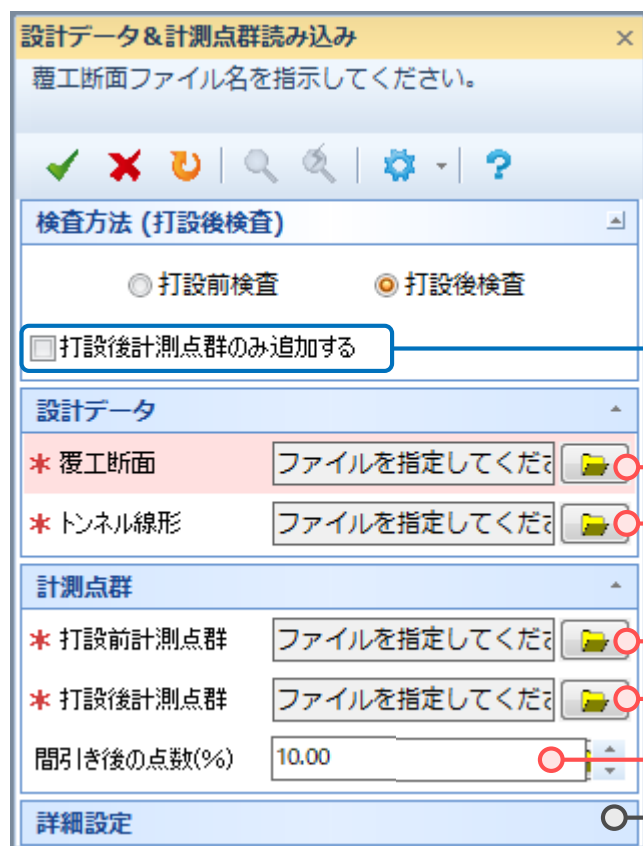 設計データ&計測点群読み込み
覆工断面ファイル名を指示してください。
検査方法 (打設後検査)
打設前検査 打設後検査
打設後計測点群のみ追加する
設計データ
* 覆工断面 ファイルを指定してくださ
* トンネル線形 ファイルを指定してくださ
計測点群
* 打設前計測点群 ファイルを指定してくださ
* 打設後計測点群 ファイルを指定してくださ
間引き後の点数(%) 10.00
詳細設定